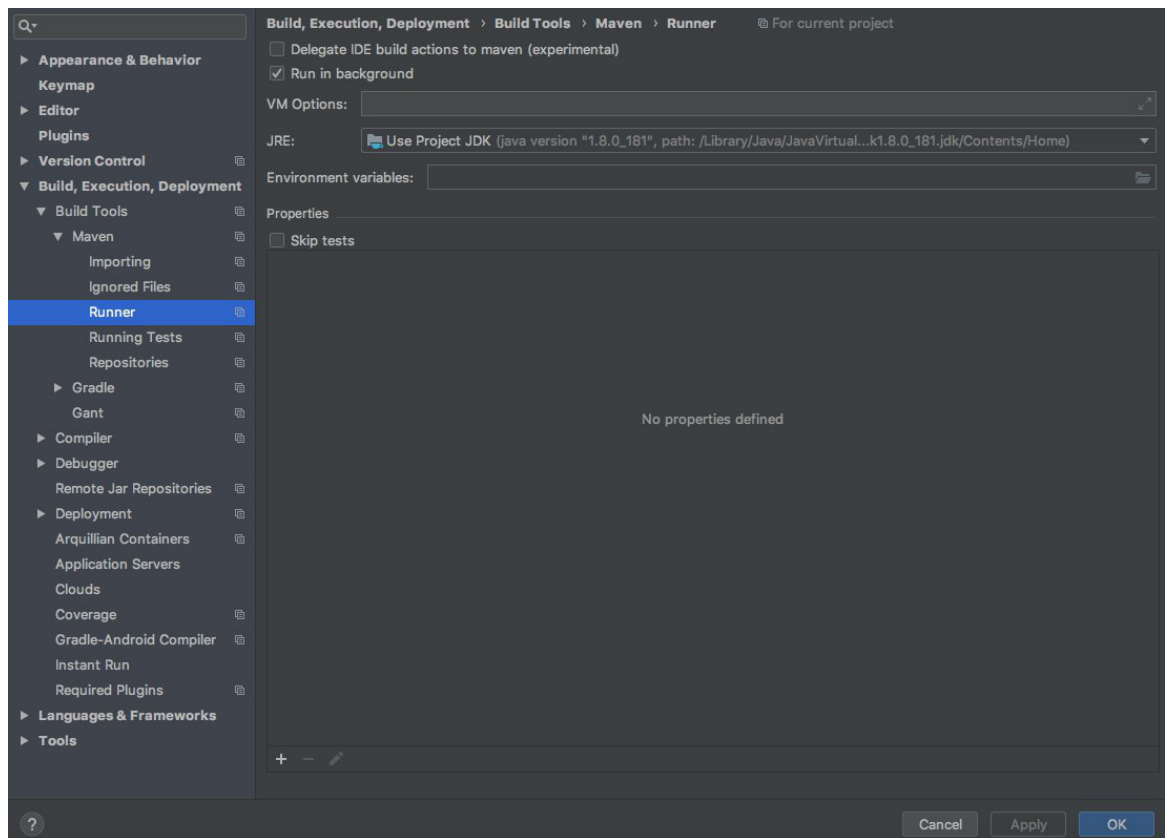 Appearance & Behavior
Keymap
Editor
Plugins
Version Control
Build, Execution, Deployment
Build Tools
Maven
Importing
Ignored Files
Runner
Running Tests
Repositories
Gradle
Gant
Compiler
Debugger
Remote Jar Repositories
Deployment
Arquillian Containers
Application Servers
Clouds
Coverage
Gradle-Android Compiler
Instant Run
Required Plugins
Languages & Frameworks
Tools
?
Build, Execution, Deployment › Build Tools › Maven › Runner For current project
Delegate IDE build actions to maven (experimental)
Run in background
VM Options:
JRE: Use Project JDK (java version "1.8.0_181", path: /Library/Java/JavaVirtual...k1.8.0_181.jdk/Contents/Home)
Environment variables:
Properties
Skip tests
No properties defined
Cancel Apply OK